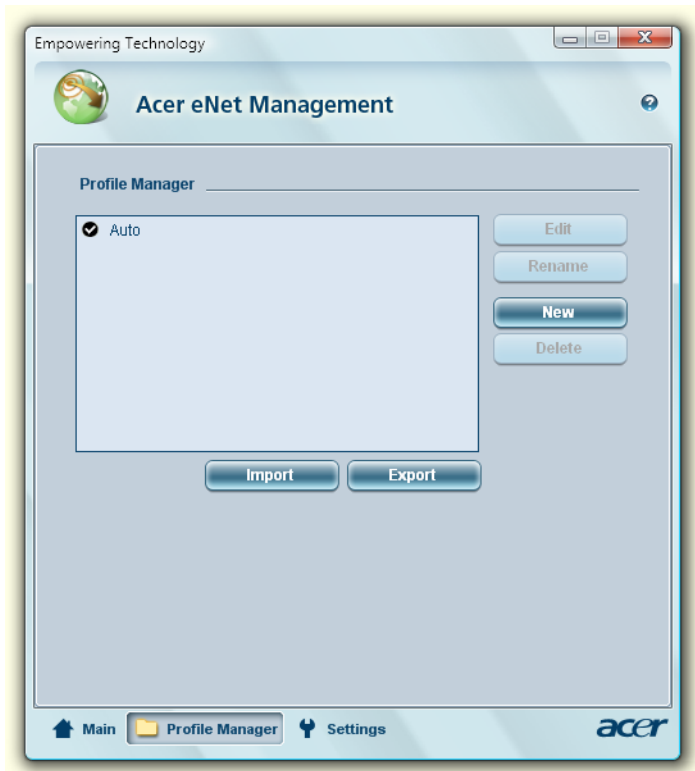 Empowering Technology
Acer eNet Management
Profile Manager
Auto
Edit
Rename
New
Delete
Import Export
Main Profile Manager Settings acer